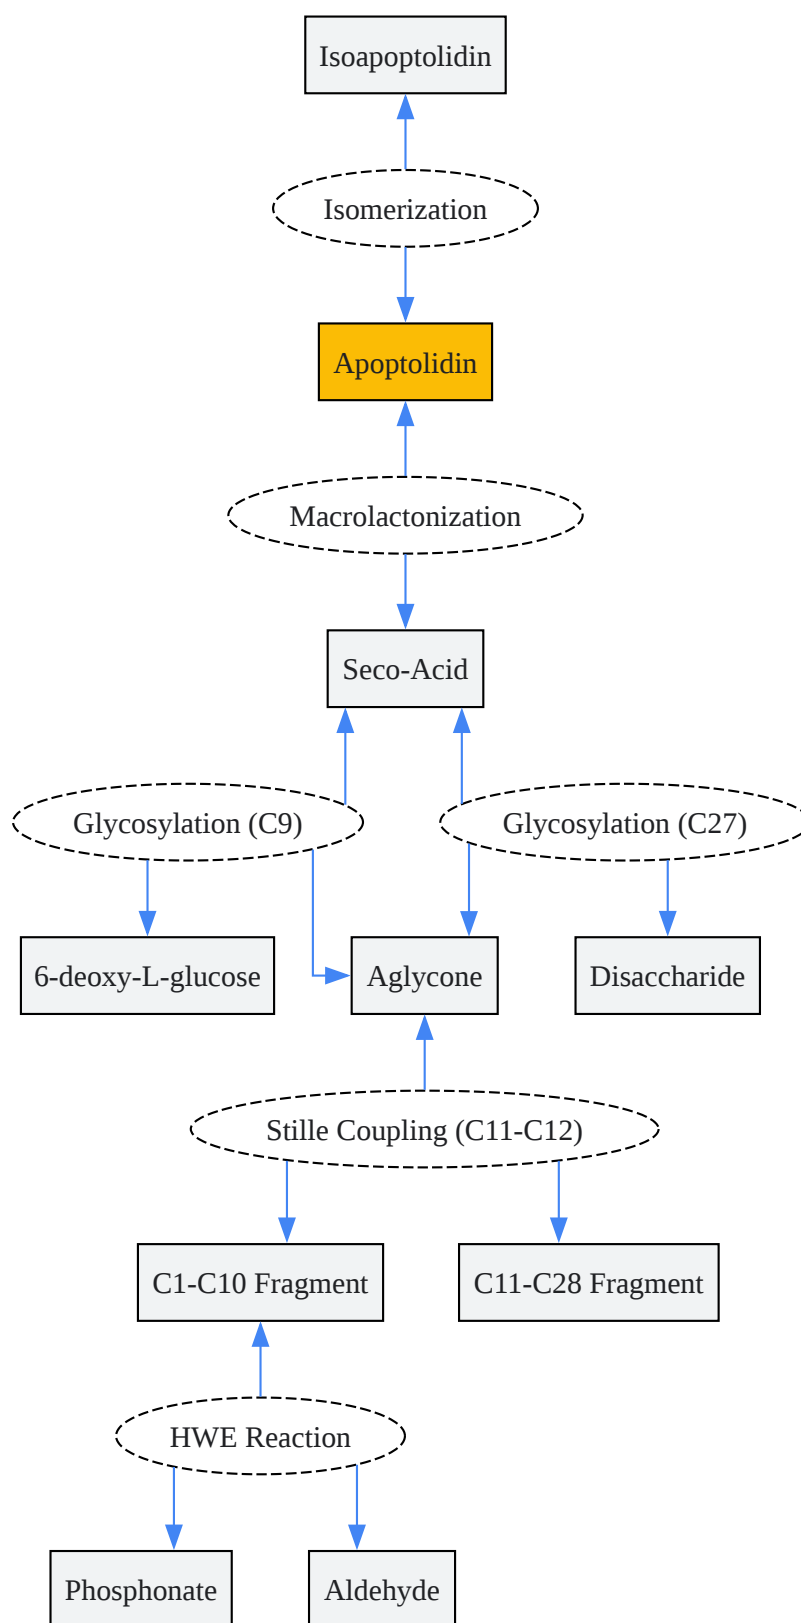 Isoapoptolidin
Isomerization
Apoptolidin
Macrolactonization
Seco-Acid
Glycosylation (C9)
Glycosylation (C27)
6-deoxy-L-glucose
Aglycone
Disaccharide
Stille Coupling (C11-C12)
C1-C10 Fragment
C11-C28 Fragment
HWE Reaction
Phosphonate
Aldehyde